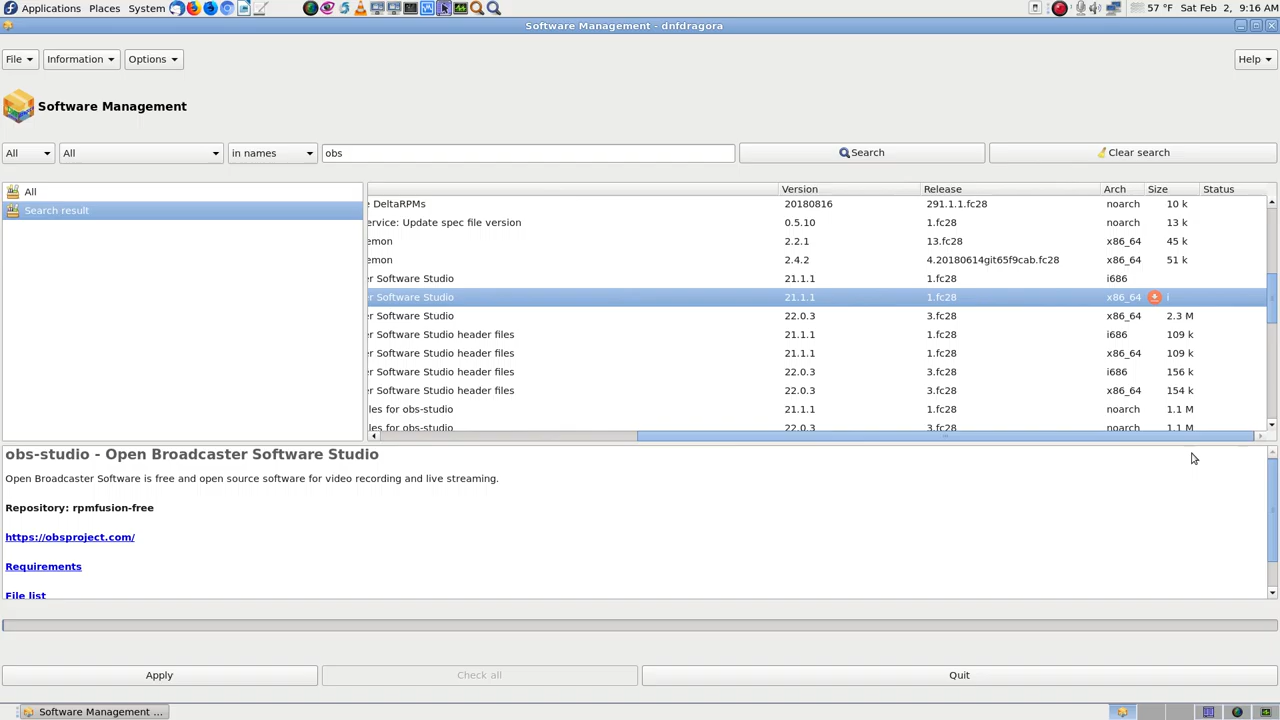 Applications Places System 57 °F Sat Feb 2, 9:16 AM
Software Management - dnfdragora
File Information Options Help
Software Management
All All in names obs Search Clear search
All
Search result
Version Release Arch Size Status
e DeltaRPMs 20180816 291.1.1.fc28 noarch 10 k
ervice: Update spec file version 0.5.10 1.fc28 noarch 13 k
emon 2.2.1 13.fc28 x86_64 45 k
emon 2.4.2 4.20180614git65f9cab.fc28 x86_64 51 k
er Software Studio 21.1.1 1.fc28 i686
er Software Studio 21.1.1 1.fc28 x86_64 i
er Software Studio 22.0.3 3.fc28 x86_64 2.3 M
er Software Studio header files 21.1.1 1.fc28 i686 109 k
er Software Studio header files 21.1.1 1.fc28 x86_64 109 k
er Software Studio header files 22.0.3 3.fc28 i686 156 k
er Software Studio header files 22.0.3 3.fc28 x86_64 154 k
les for obs-studio 21.1.1 1.fc28 noarch 1.1 M
les for obs-studio 22.0.3 3.fc28 noarch 1.1 M
obs-studio - Open Broadcaster Software Studio
Open Broadcaster Software is free and open source software for video recording and live streaming.
Repository: rpmfusion-free
https://obsproject.com/
Requirements
File list
Apply Check all Quit
Software Management ...